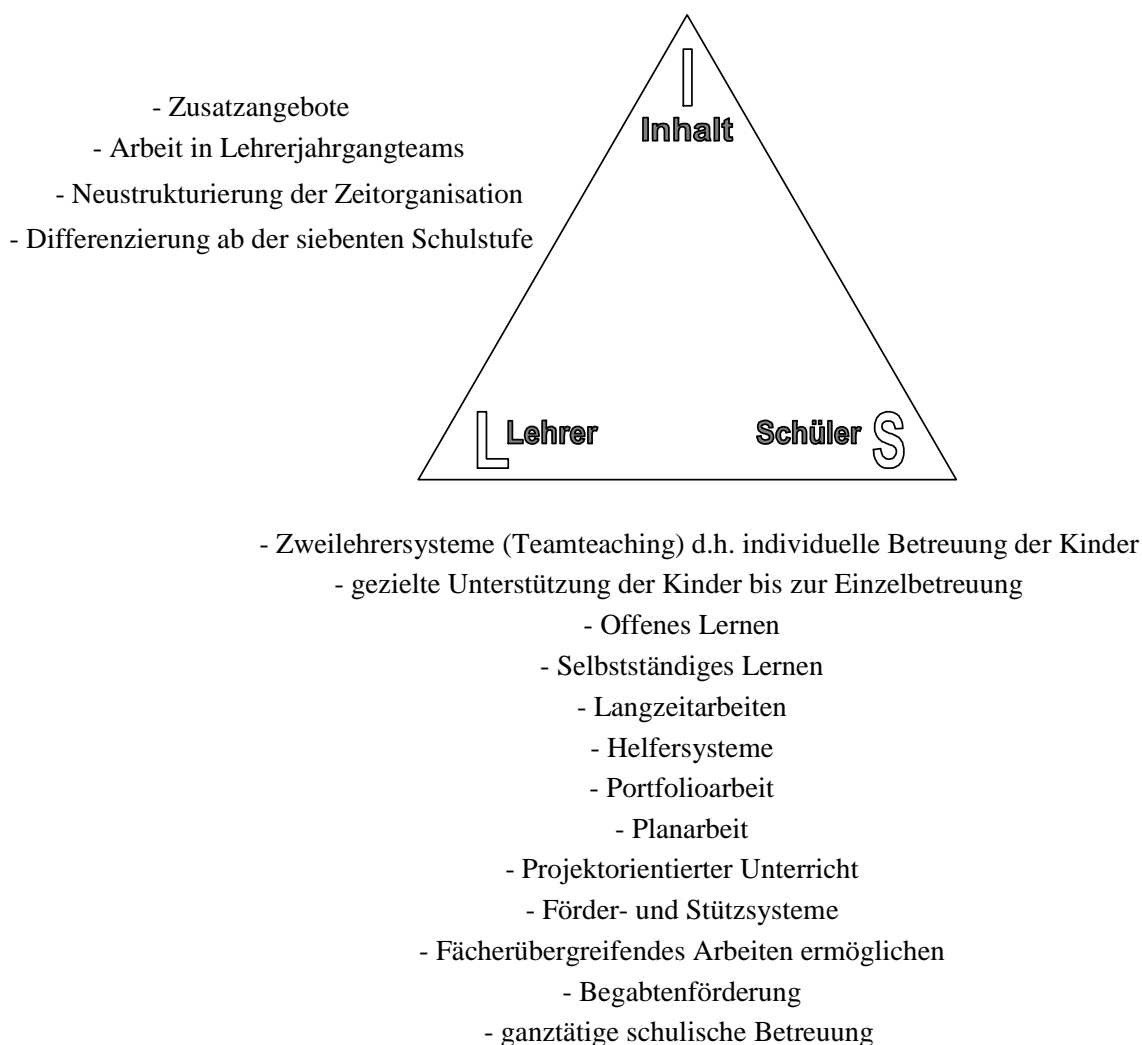 I
Inhalt
- Zusatzangebote
- Arbeit in Lehrerjahrgangteams
- Neustrukturierung der Zeitorganisation
- Differenzierung ab der siebenten Schulstufe
L Lehrer
Schüler S
- Zweilehrersysteme (Teamteaching) d.h. individuelle Betreuung der Kinder
- gezielte Unterstützung der Kinder bis zur Einzelbetreuung
- Offenes Lernen
- Selbstständiges Lernen
- Langzeitarbeiten
- Helfersysteme
- Portfolioarbeit
- Planarbeit
- Projektorientierter Unterricht
- Förder- und Stützsysteme
- Fächerübergreifendes Arbeiten ermöglichen
- Begabtenförderung
- ganztätige schulische Betreuung